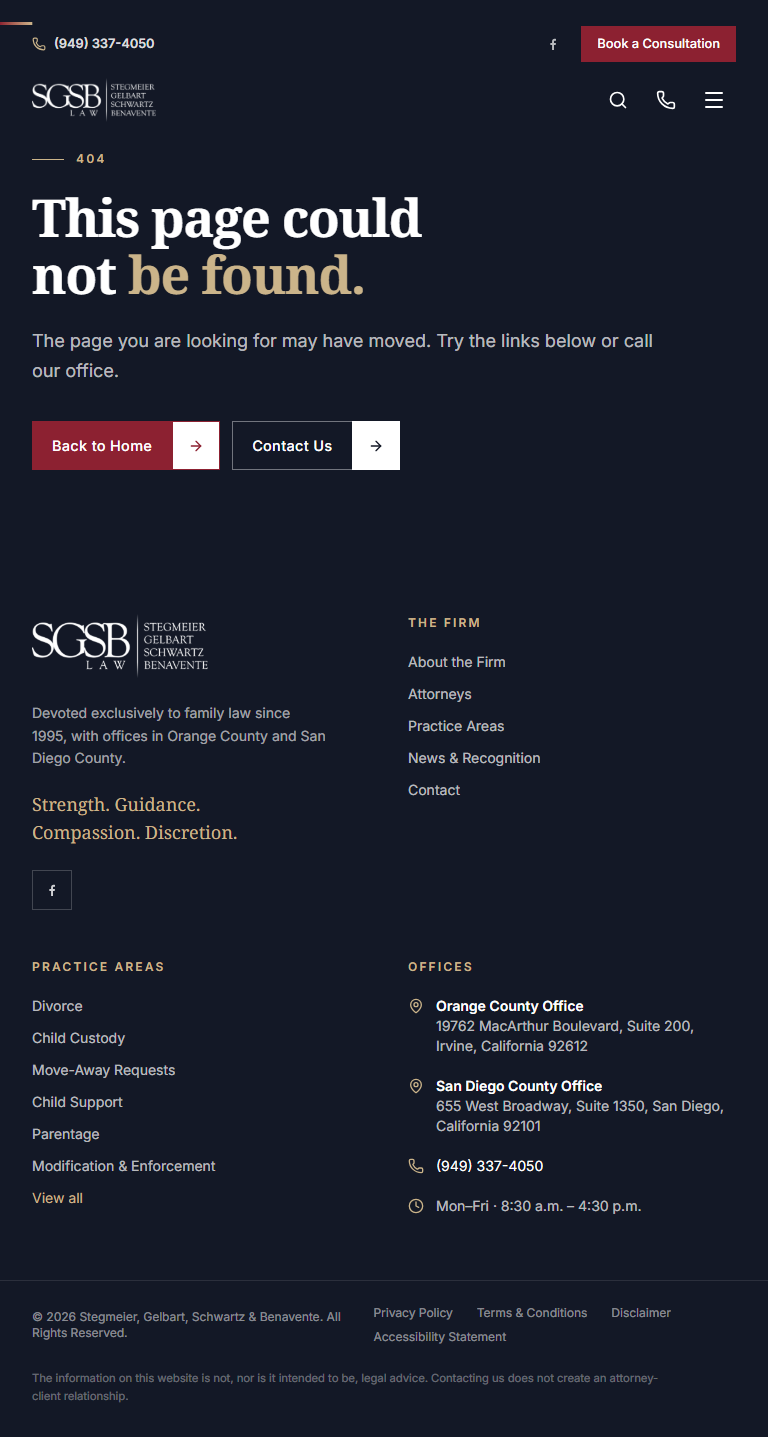 (949) 337-4050
Book a Consultation
SGSB LAW
STEGMEIER
GELBART
SCHWARTZ
BENAVENTE
404
This page could
not be found.
The page you are looking for may have moved. Try the links below or call
our office.
Back to Home
Contact Us
SGSB LAW
STEGMEIER
GELBART
SCHWARTZ
BENAVENTE
Devoted exclusively to family law since
1995, with offices in Orange County and San
Diego County.
Strength. Guidance.
Compassion. Discretion.
THE FIRM
About the Firm
Attorneys
Practice Areas
News & Recognition
Contact
PRACTICE AREAS
Divorce
Child Custody
Move-Away Requests
Child Support
Parentage
Modification & Enforcement
View all
OFFICES
Orange County Office
19762 MacArthur Boulevard, Suite 200,
Irvine, California 92612
San Diego County Office
655 West Broadway, Suite 1350, San Diego,
California 92101
(949) 337-4050
Mon–Fri · 8:30 a.m. – 4:30 p.m.
© 2026 Stegmeier, Gelbart, Schwartz & Benavente. All
Rights Reserved.
Privacy Policy Terms & Conditions Disclaimer
Accessibility Statement
The information on this website is not, nor is it intended to be, legal advice. Contacting us does not create an attorney-
client relationship.